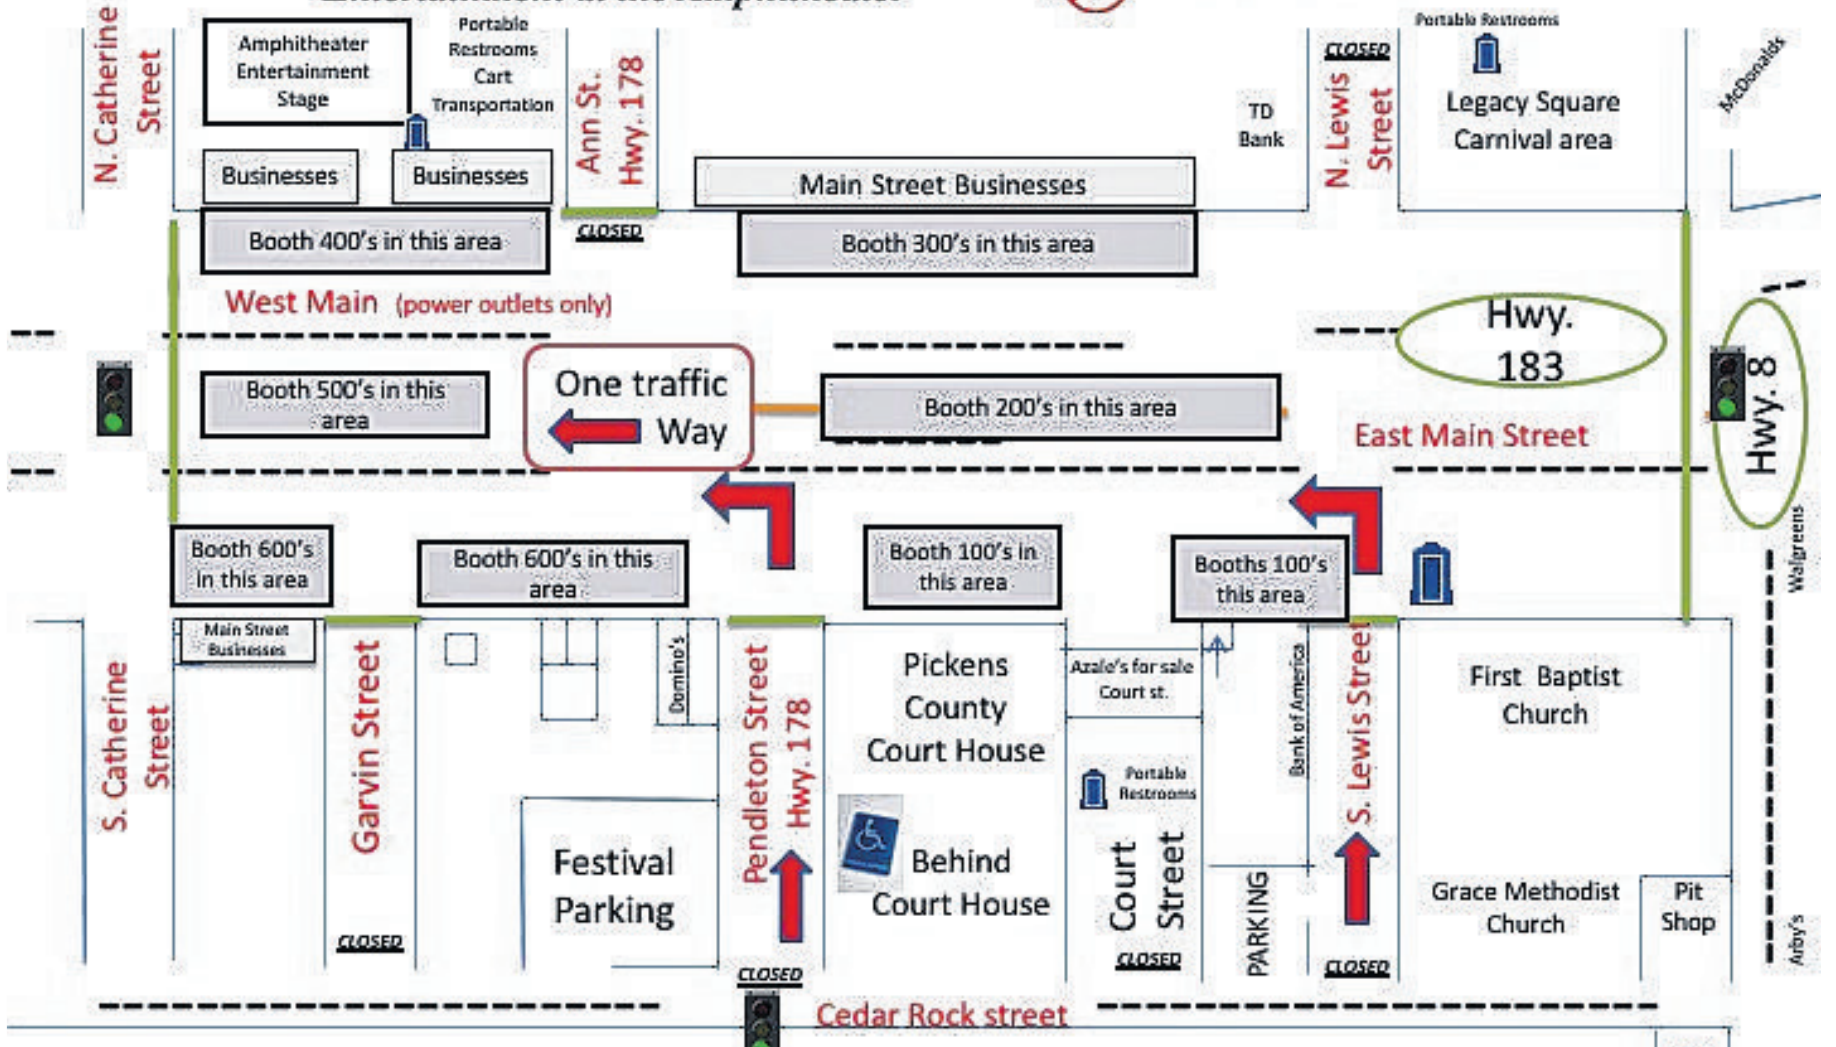 N. Catherine
Street
Amphitheater
Entertainment
Stage
Portable
Restrooms
Cart
Transportation
Ann St.
Hwy. 178
TD
Bank
CLOSED
N. Lewis
Street
Portable Restrooms
Legacy Square
Carnival area
McDonalds
Businesses
Businesses
Main Street Businesses
Booth 400's in this area
CLOSED
Booth 300's in this area
West Main (power outlets only)
Hwy.
183
Hwy. 8
Booth 500's in this
area
One traffic
Way
Booth 200's in this area
East Main Street
Booth 600's
in this area
Booth 600's in this
area
Booth 100's in
this area
Booths 100's
this area
Walgreens
Main Street
Businesses
S. Catherine
Street
Garvin Street
CLOSED
Domino's
Festival
Parking
Pendleton Street
Hwy. 178
CLOSED
Pickens
County
Court House
Behind
Court House
Azale's for sale
Court st.
Portable
Restrooms
Court
Street
CLOSED
Bank of America
PARKING
S. Lewis Street
CLOSED
First Baptist
Church
Grace Methodist
Church
Pit
Shop
Arby's
Cedar Rock street